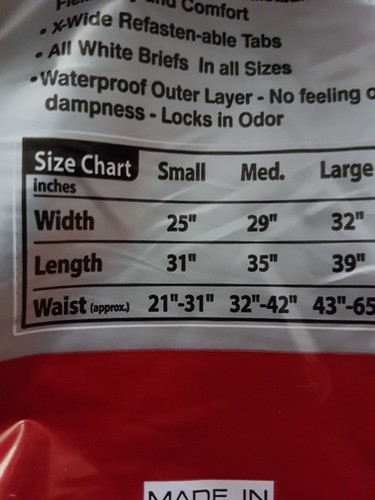 and Comfort
• X-Wide Refasten-able Tabs
• All White Briefs In all Sizes
• Waterproof Outer Layer - No feeling
dampness - Locks in Odor
Size Chart Small Med. Large
inches
Width 25" 29" 32"
Length 31" 35" 39"
Waist (approx.) 21"-31" 32"-42" 43"-65
MADE IN